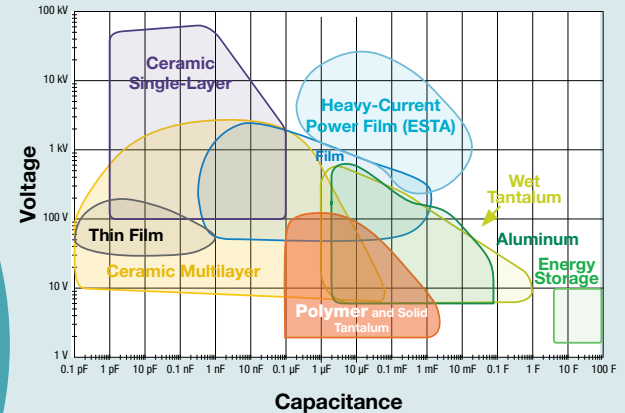 100 kV
10 kV
1 kV
100 V
10 V
1 V
Voltage
Ceramic
Single-Layer
Heavy-Current
Power Film (ESTA)
Film
Wet
Tantalum
Thin Film
Aluminum
Ceramic Multilayer
Energy
Storage
Polymer and Solid
Tantalum
0.1 pF 1 pF 10 pF 0.1 nF 1 nF 10 nF 0.1 µF 1 µF 10 µF 0.1 mF 1 mF 10 mF 0.1 F 1 F 10 F 100 F
Capacitance